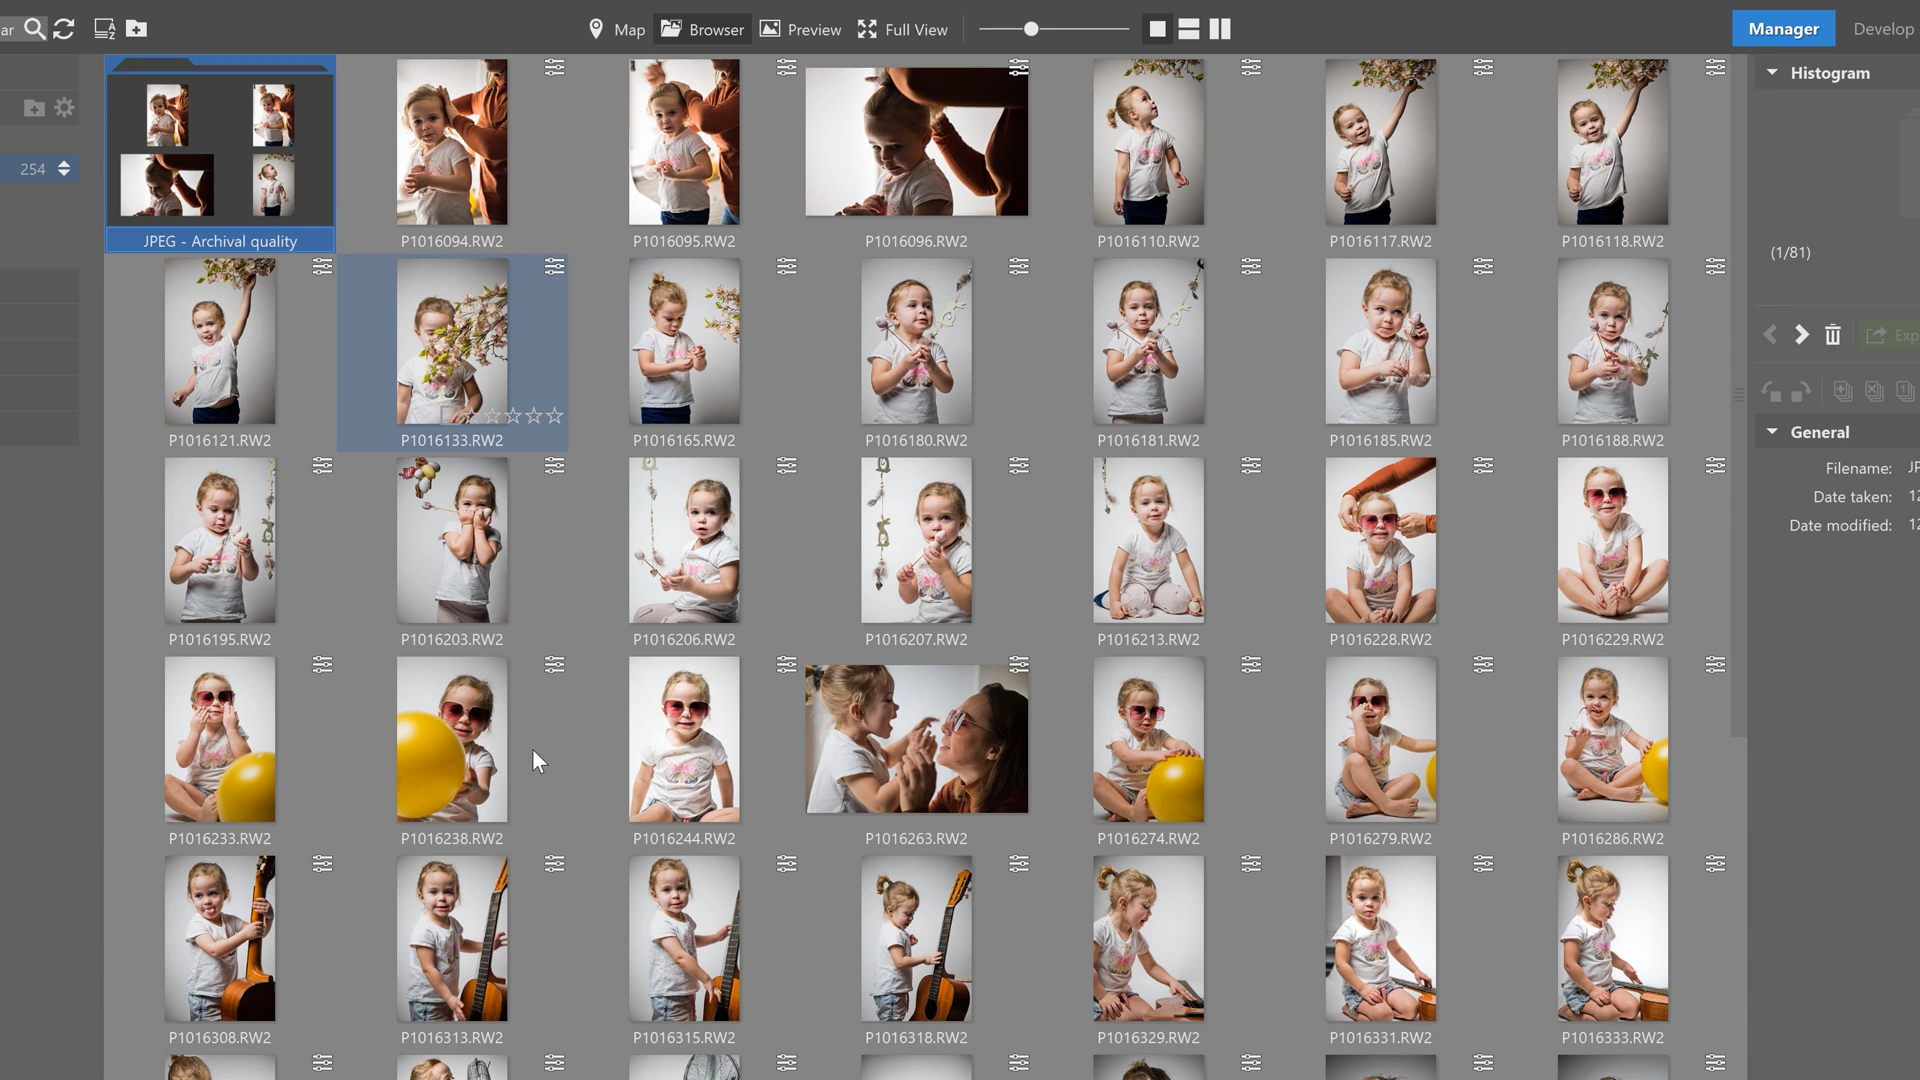 ar
Map
Browser
Preview
Full View
Manager
Develop
Histogram
254
JPEG - Archival quality
P1016094.RW2
P1016095.RW2
P1016096.RW2
P1016110.RW2
P1016117.RW2
P1016118.RW2
(1/81)
Exp
P1016121.RW2
P1016133.RW2
P1016165.RW2
P1016180.RW2
P1016181.RW2
P1016185.RW2
P1016188.RW2
General
Filename: JP
Date taken: 12
Date modified: 12
P1016195.RW2
P1016203.RW2
P1016206.RW2
P1016207.RW2
P1016213.RW2
P1016228.RW2
P1016229.RW2
P1016233.RW2
P1016238.RW2
P1016244.RW2
P1016263.RW2
P1016274.RW2
P1016279.RW2
P1016286.RW2
P1016308.RW2
P1016313.RW2
P1016315.RW2
P1016318.RW2
P1016329.RW2
P1016331.RW2
P1016333.RW2